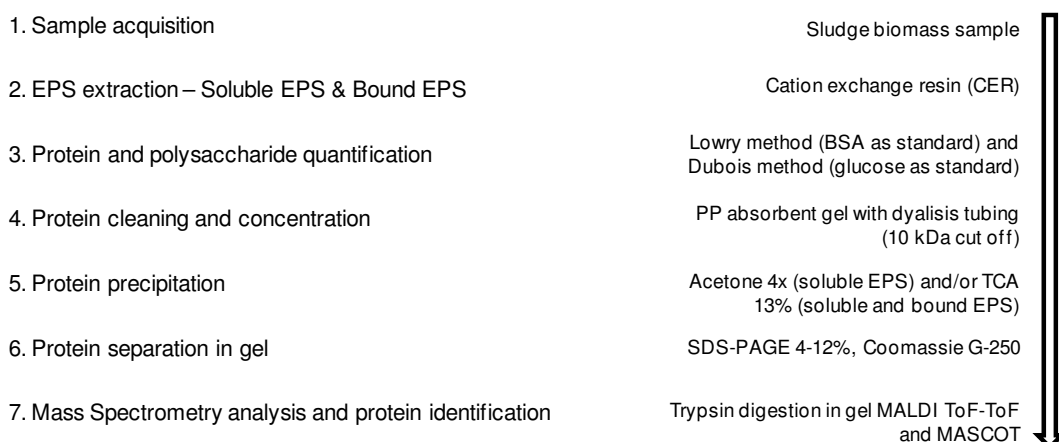 1. Sample acquisition
Sludge biomass sample
2. EPS extraction – Soluble EPS & Bound EPS
Cation exchange resin (CER)
3. Protein and polysaccharide quantification
Lowry method (BSA as standard) and
Dubois method (glucose as standard)
4. Protein cleaning and concentration
PP absorbent gel with dyalisis tubing
(10 kDa cut off)
5. Protein precipitation
Acetone 4x (soluble EPS) and/or TCA
13% (soluble and bound EPS)
6. Protein separation in gel
SDS-PAGE 4-12%, Coomassie G-250
7. Mass Spectrometry analysis and protein identification
Trypsin digestion in gel MALDI ToF-ToF
and MASCOT